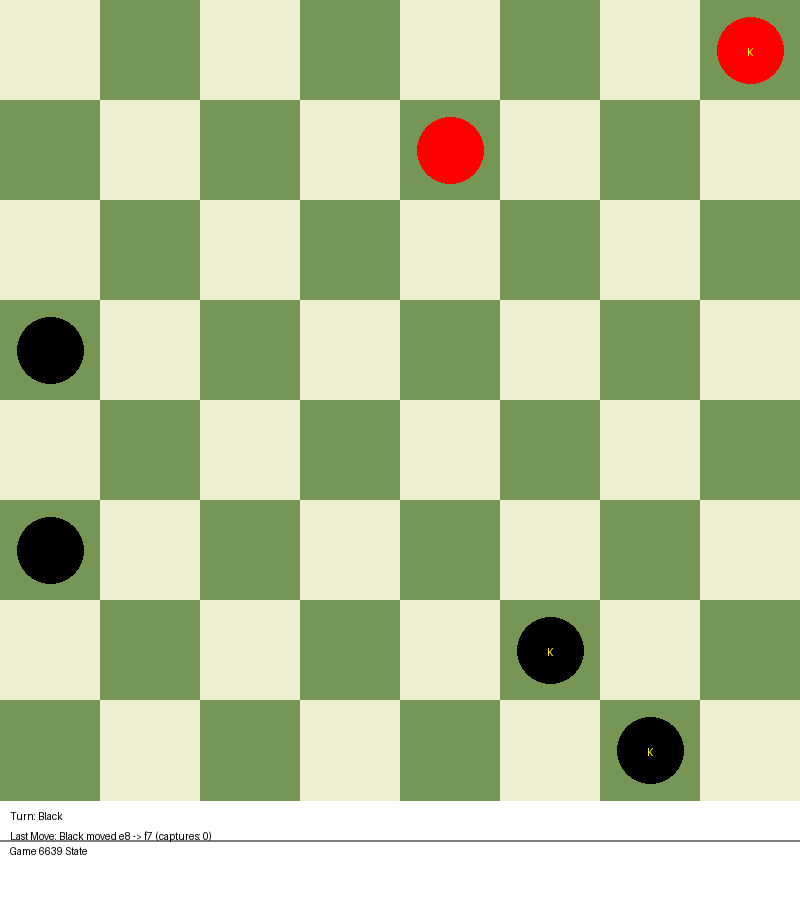 K
K
K
Turn: Black
Last Move: Black moved e8 -> f7 (captures: 0)
Game 6639 State